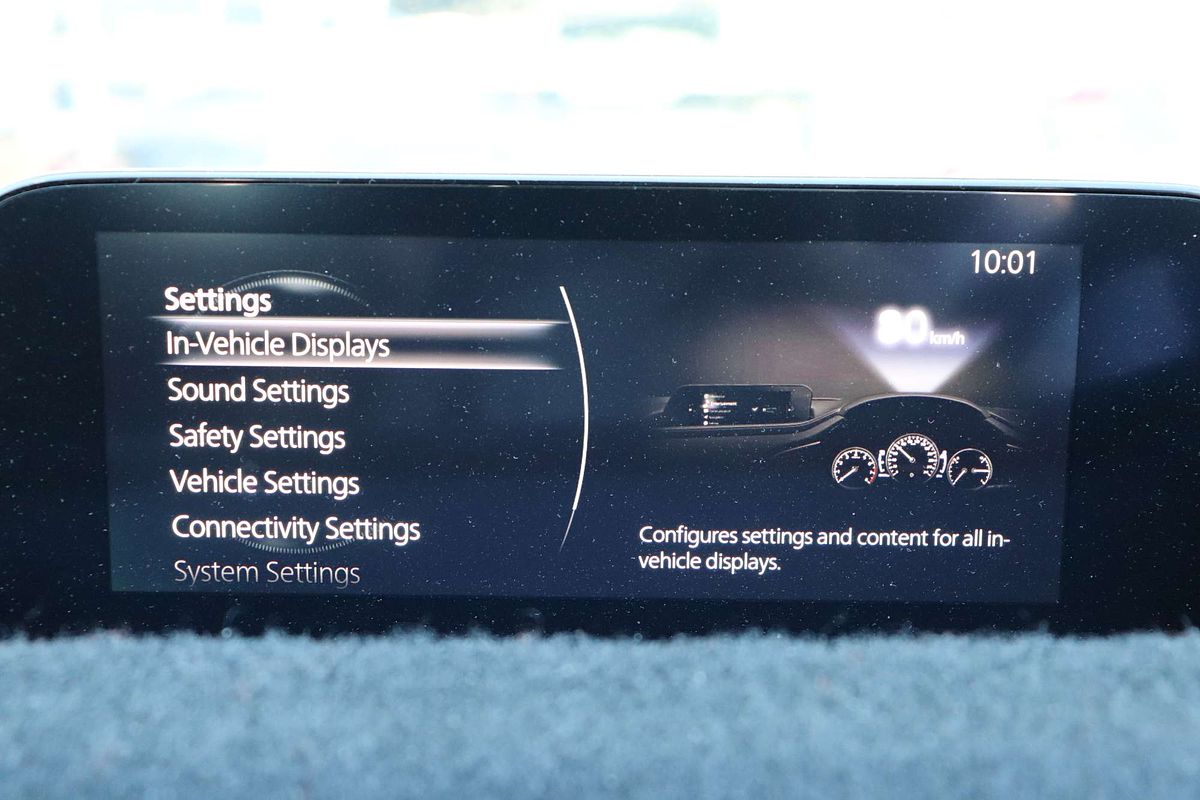 10:01
Settings
In-Vehicle Displays
Sound Settings
Safety Settings
Vehicle Settings
Connectivity Settings
System Settings
80 km/h
Configures settings and content for all in-
vehicle displays.